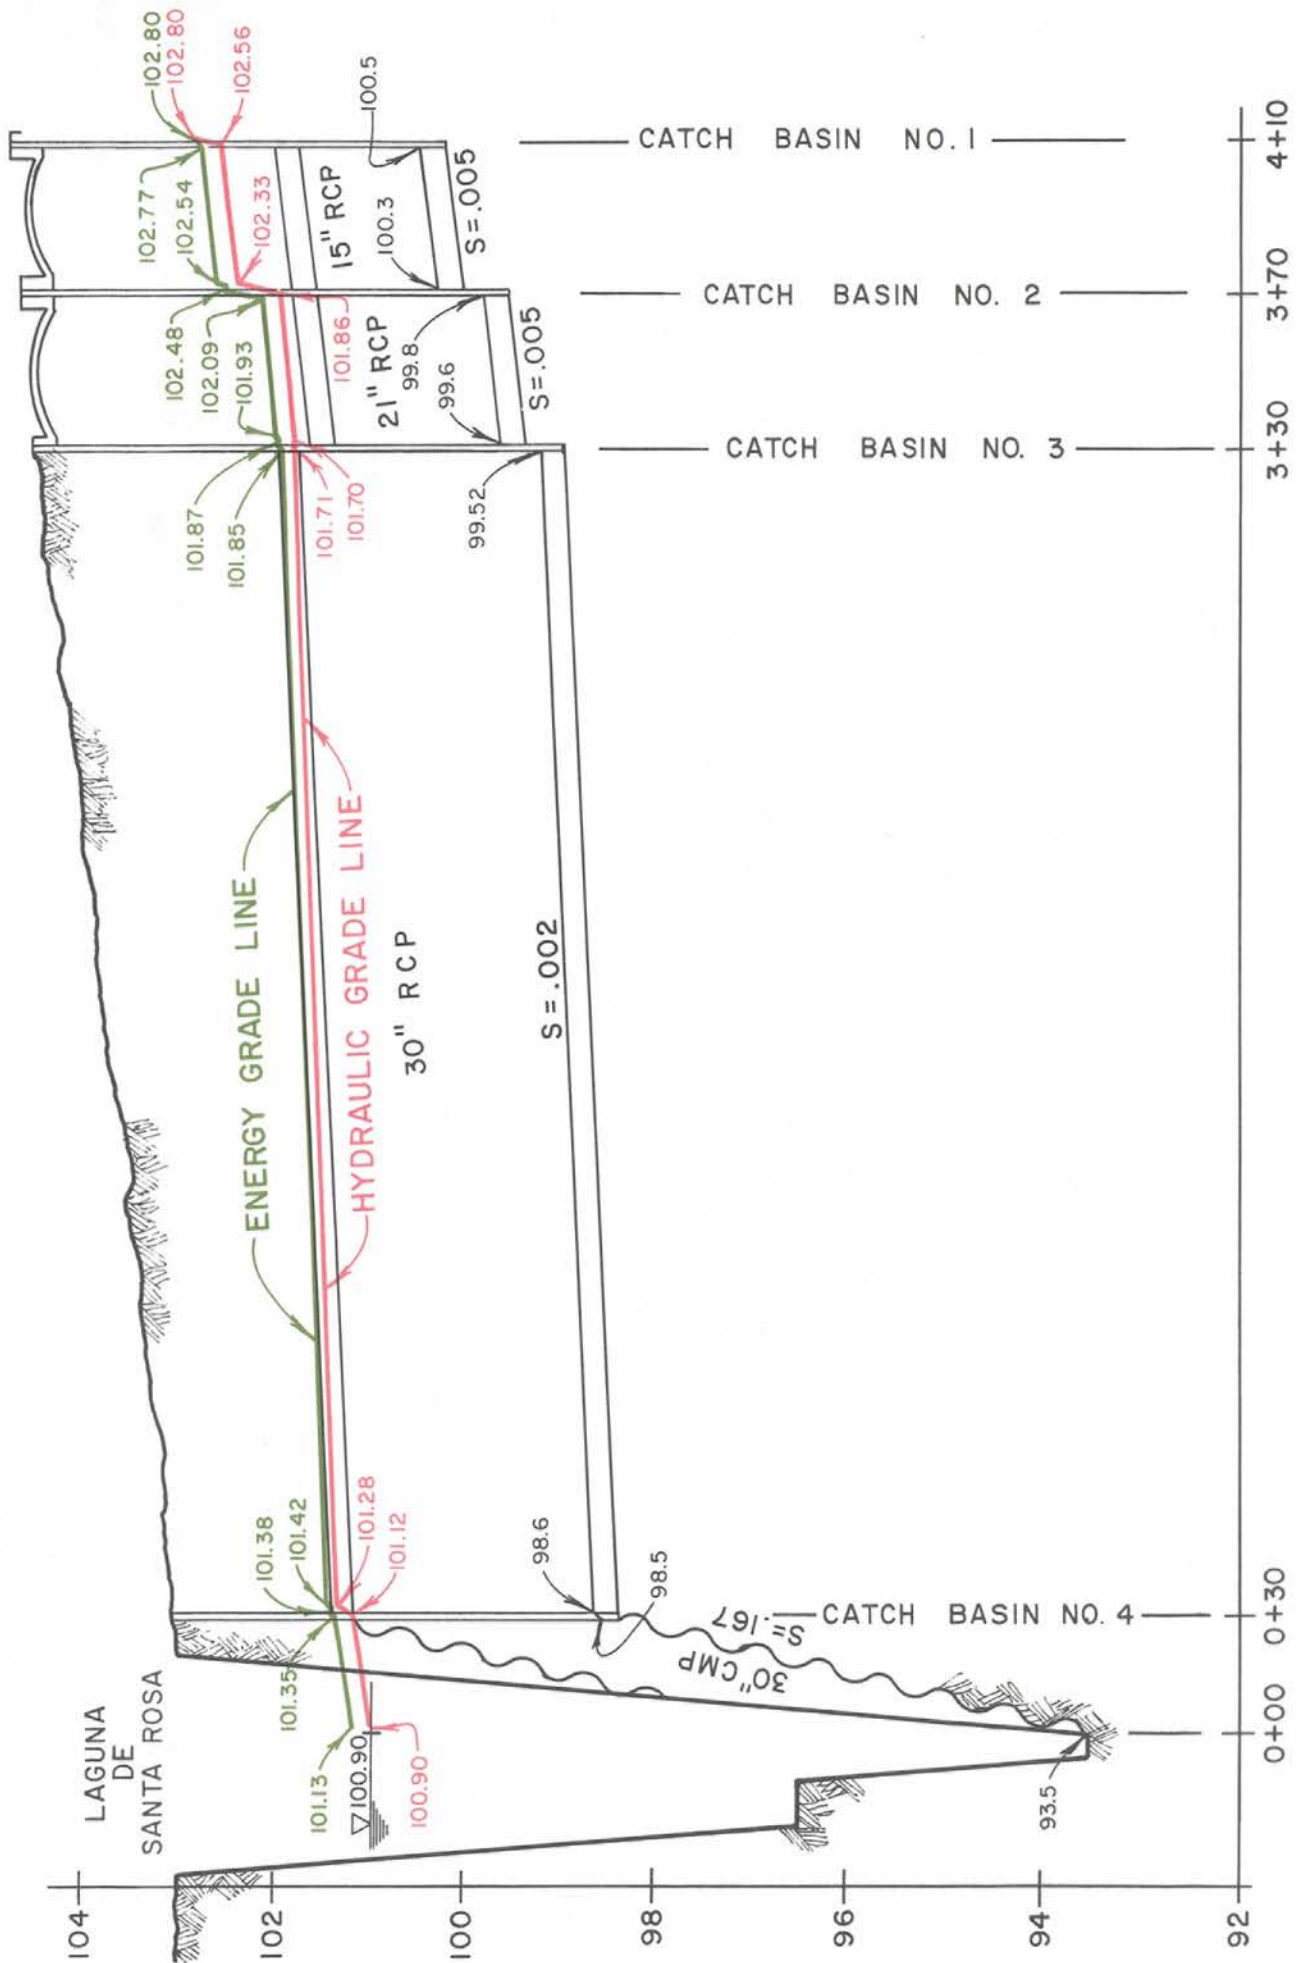 LAGUNA
DE
SANTA ROSA
104
102
100
98
96
94
92
0+00
0+30
3+30
3+70
4+10
101.13
100.90
100.90
93.5
101.35
101.38
101.42
101.28
101.12
98.6
98.5
30" CMP
S=.167
CATCH BASIN NO. 4
ENERGY GRADE LINE
HYDRAULIC GRADE LINE
30" RCP
S=.002
101.87
101.85
101.71
101.70
99.52
CATCH BASIN NO. 3
102.48
102.09
101.93
101.86
21" RCP
99.8
99.6
S=.005
CATCH BASIN NO. 2
102.77
102.54
102.33
15" RCP
100.3
S=.005
102.80
102.80
102.56
100.5
CATCH BASIN NO. 1